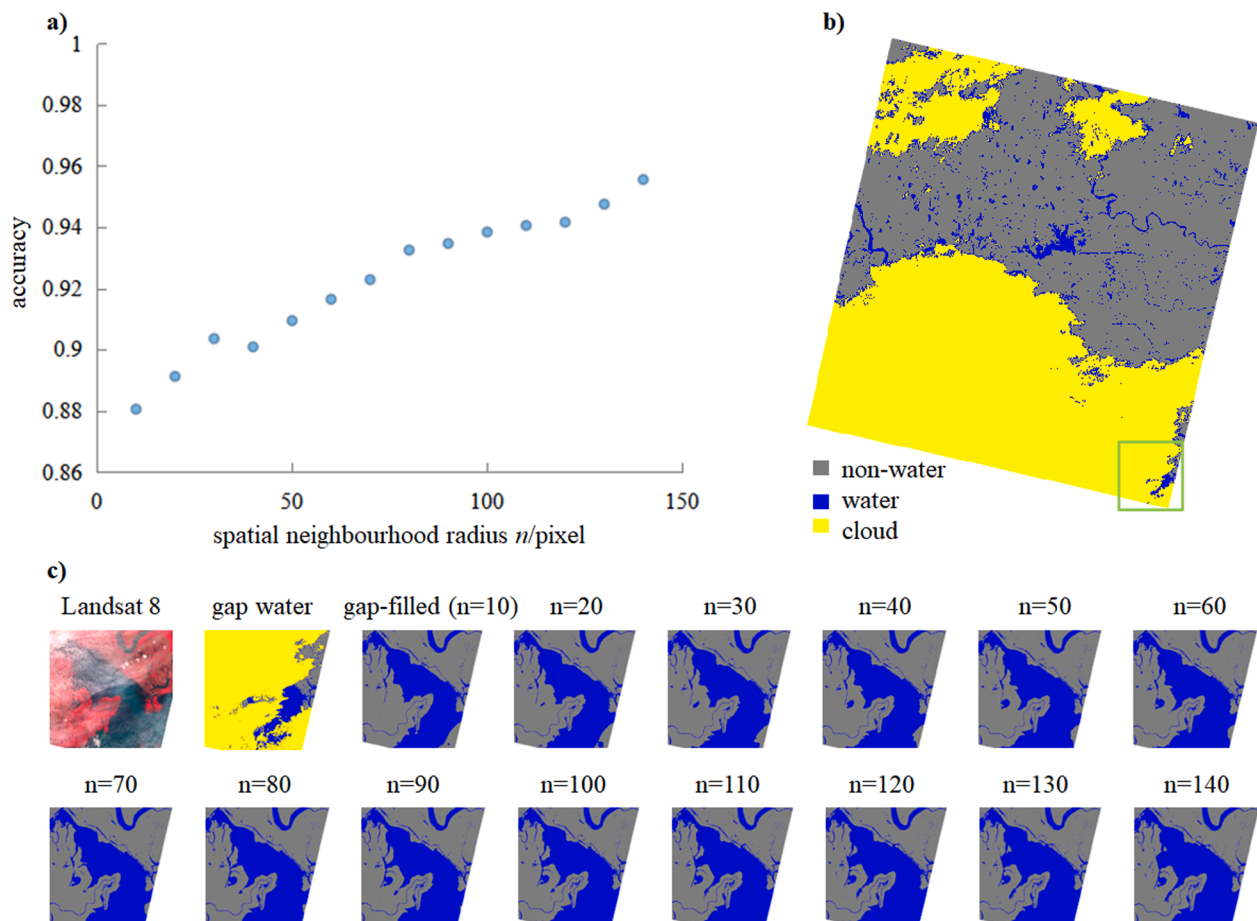 a)
1
0.98
0.96
0.94
0.92
0.9
0.88
0.86
accuracy
0
50
100
150
spatial neighbourhood radius n/pixel
b)
non-water
water
cloud
c)
Landsat 8
gap water
gap-filled (n=10)
n=20
n=30
n=40
n=50
n=60
n=70
n=80
n=90
n=100
n=110
n=120
n=130
n=140